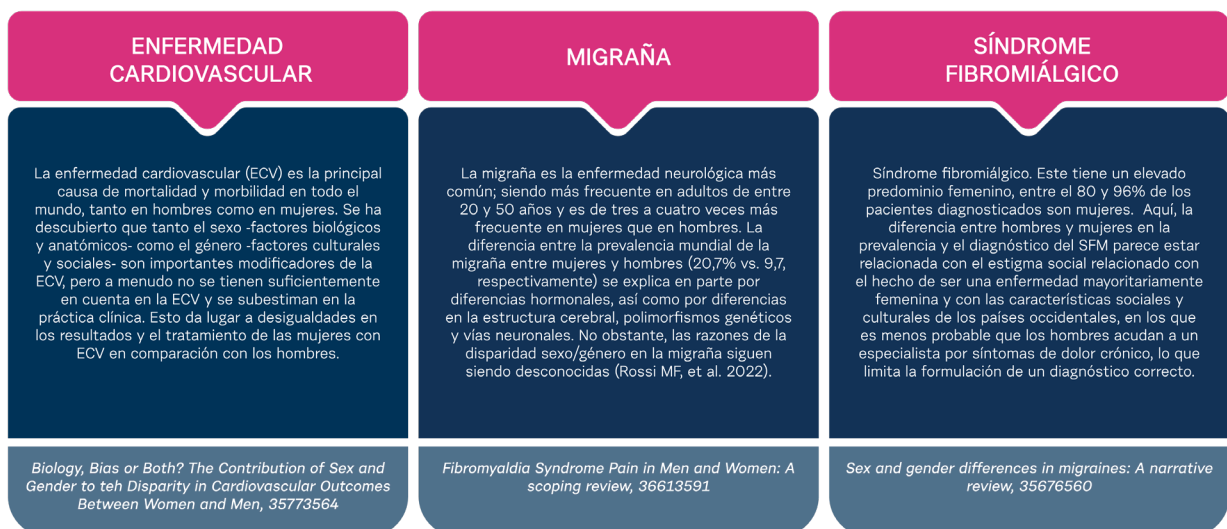 ENFERMEDAD
CARDIOVASCULAR
La enfermedad cardiovascular (ECV) es la principal
causa de mortalidad y morbilidad en todo el
mundo, tanto en hombres como en mujeres. Se ha
descubierto que tanto el sexo -factores biológicos
y anatómicos- como el género -factores culturales
y sociales- son importantes modificadores de la
ECV, pero a menudo no se tienen suficientemente
en cuenta en la ECV y se subestiman en la
práctica clínica. Esto da lugar a desigualdades en
los resultados y el tratamiento de las mujeres con
ECV en comparación con los hombres.
Biology, Bias or Both? The Contribution of Sex and
Gender to teh Disparity in Cardiovascular Outcomes
Between Women and Men, 35773564
MIGRAÑA
La migraña es la enfermedad neurológica más
común; siendo más frecuente en adultos de entre
20 y 50 años y es de tres a cuatro veces más
frecuente en mujeres que en hombres. La
diferencia entre la prevalencia mundial de la
migraña entre mujeres y hombres (20,7% vs. 9,7,
respectivamente) se explica en parte por
diferencias hormonales, así como por diferencias
en la estructura cerebral, polimorfismos genéticos
y vías neuronales. No obstante, las razones de la
disparidad sexo/género en la migraña siguen
siendo desconocidas (Rossi MF, et al. 2022).
Fibromyaldia Syndrome Pain in Men and Women: A
scoping review, 36613591
SÍNDROME
FIBROMIÁLGICO
Síndrome fibromiálgico. Este tiene un elevado
predominio femenino, entre el 80 y 96% de los
pacientes diagnosticados son mujeres. Aquí, la
diferencia entre hombres y mujeres en la
prevalencia y el diagnóstico del SFM parece estar
relacionada con el estigma social relacionado con
el hecho de ser una enfermedad mayoritariamente
femenina y con las características sociales y
culturales de los países occidentales, en los que
es menos probable que los hombres acudan a un
especialista por síntomas de dolor crónico, lo que
limita la formulación de un diagnóstico correcto.
Sex and gender differences in migraines: A narrative
review, 35676560